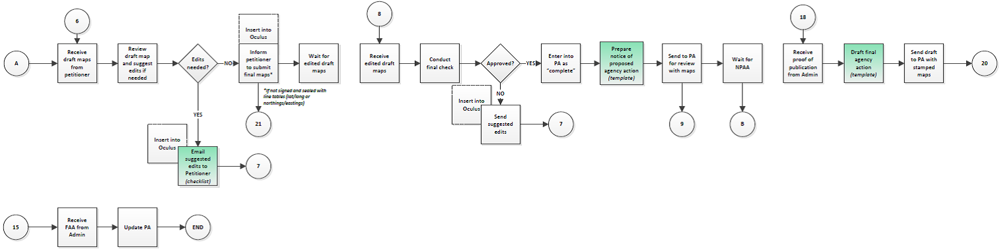 6
A
Receive
draft maps
from
petitioner
Review
draft map
and suggest
edits if
needed
Edits
needed?
NO
Insert into
Oculus
Inform
petitioner
to submit
final maps*
*If not signed and sealed with
line tables (lat/long or
northings/eastings)
21
Wait for
edited draft
maps
YES
Insert into
Oculus
Email
suggested
edits to
Petitioner
(checklist)
7
8
Receive
edited draft
maps
Conduct
final check
Approved?
YES
NO
Insert into
Oculus
Send
suggested
edits
7
Enter into
PA as
“complete”
Prepare
notice of
proposed
agency action
(template)
Send to PA
for review
with maps
9
Wait for
NPAA
B
18
Receive
proof of
publication
from Admin
Draft final
agency
action
(template)
Send draft
to PA with
stamped
maps
20
15
Receive
FAA from
Admin
Update PA
END